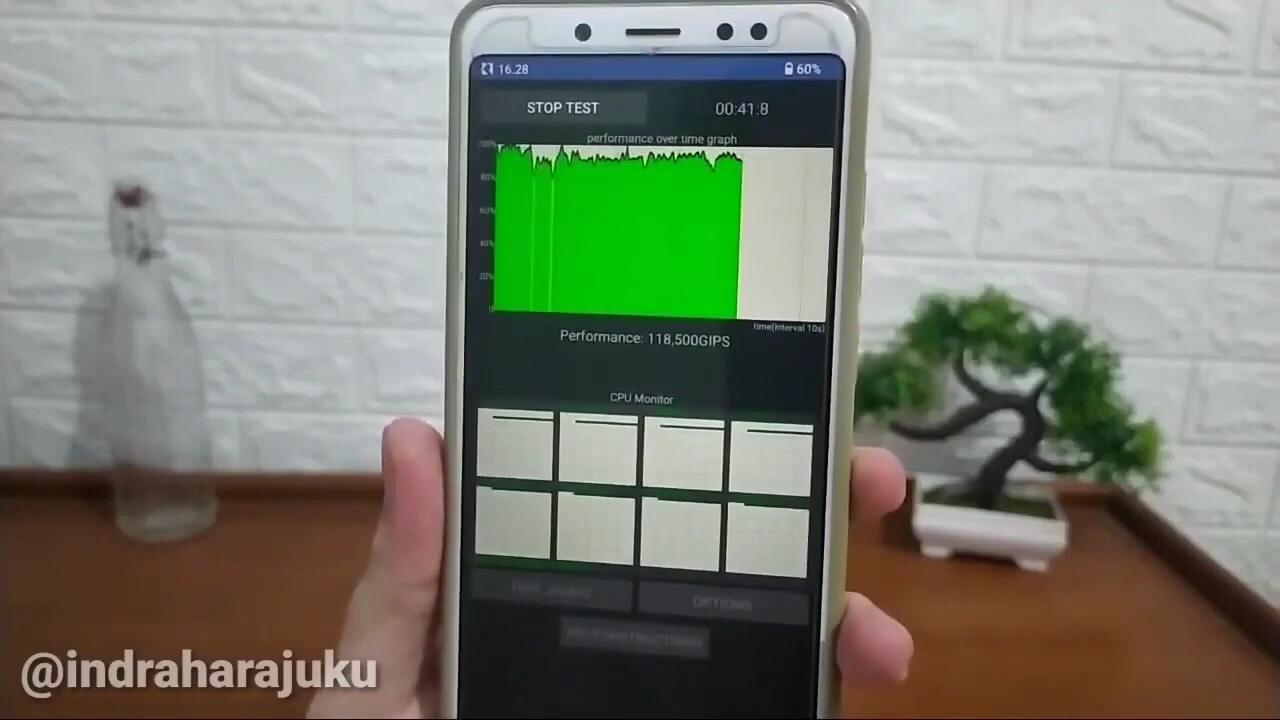 16.28
60%
STOP TEST
00:41:8
performance over time graph
100%
80%
60%
40%
20%
0
time(interval 10s)
Performance: 118,500GIPS
CPU Monitor
OPTIONS
@indraharajuku